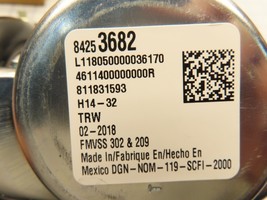 8425 3682
L118050000036170
4611400000000R
811831593
H14-32
TRW
02-2018
FMVSS 302 & 209
Made In/Fabrique En/Hecho En
Mexico DGN-NOM-119-SCFI-2000